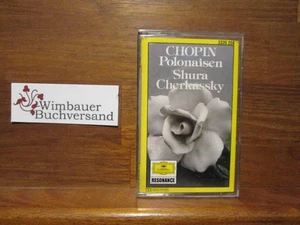 Wimbauer
Buchversand
CHOPIN
Polonaisen
Shura
Cherkassky
RESONANCE